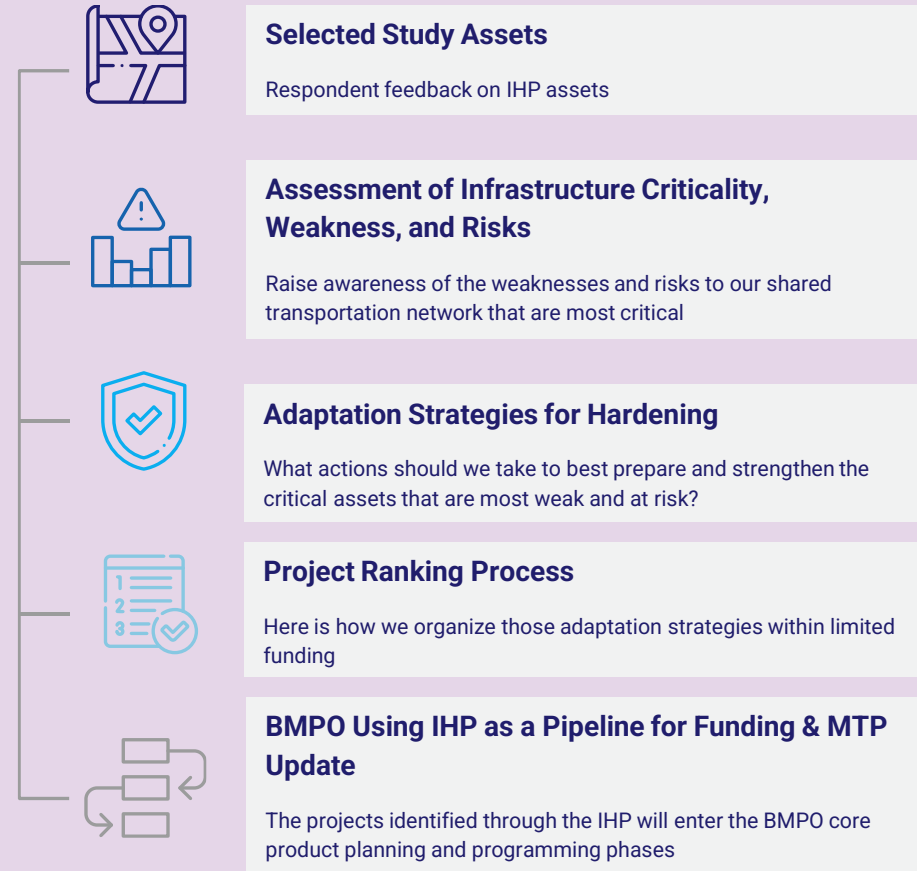 Selected Study Assets
Respondent feedback on IHP assets
Assessment of Infrastructure Criticality,
Weakness, and Risks
Raise awareness of the weaknesses and risks to our shared
transportation network that are most critical
Adaptation Strategies for Hardening
What actions should we take to best prepare and strengthen the
critical assets that are most weak and at risk?
1
2
3
Project Ranking Process
Here is how we organize those adaptation strategies within limited
funding
BMPO Using IHP as a Pipeline for Funding & MTP
Update
The projects identified through the IHP will enter the BMPO core
product planning and programming phases